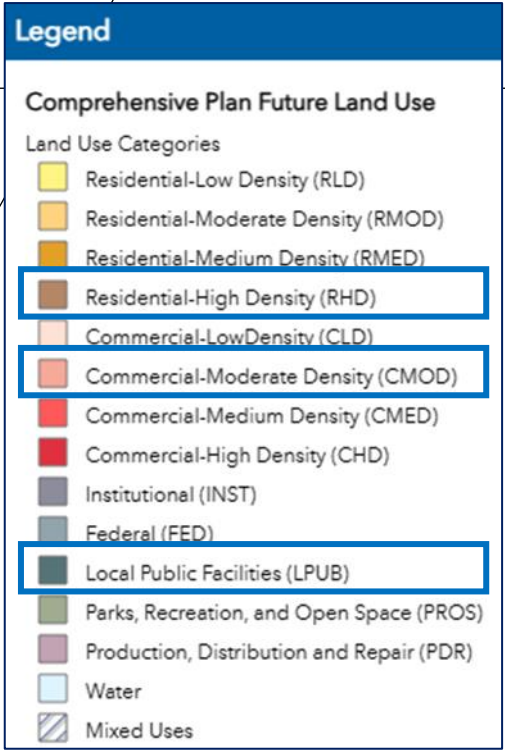 Legend
Comprehensive Plan Future Land Use
Land Use Categories
Residential-Low Density (RLD)
Residential-Moderate Density (RMOD)
Residential-Medium Density (RMED)
Residential-High Density (RHD)
Commercial-LowDensity (CLD)
Commercial-Moderate Density (CMOD)
Commercial-Medium Density (CMED)
Commercial-High Density (CHD)
Institutional (INST)
Federal (FED)
Local Public Facilities (LPUB)
Parks, Recreation, and Open Space (PROS)
Production, Distribution and Repair (PDR)
Water
Mixed Uses